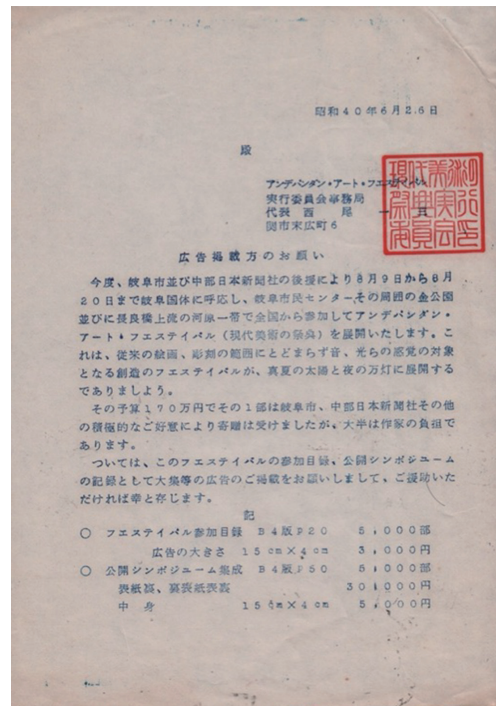 昭和40年6月26日
殿
アンデパンダン・アート・フエスティバル
実行委員会事務局
代表 西尾一
関市末広町6
広告掲載方のお願い
今度、岐阜市並び中部日本新聞社の後援により8月9日から8月
20日まで岐阜国体に呼応し、岐阜市民センターその周囲の金公園
並びに長良橋上流の河原一帯で全国から参加してアンデパンダン・
アート・フエステイバル(現代美術の祭典)を展開いたします。こ
れは、従来の絵画、彫刻の範囲にとどまらず音、光らの感覚の対象
となる創造のフエステイバルが、真夏の太陽と夜の万灯に展開する
でありましよう。
その予算170万円でその1部は岐阜市、中部日本新聞社その他
の積極的なご好意により寄贈は受けましたが、大半は作家の負担で
あります。
ついては、このフエステイバルの参加目録、公開シンポジユーム
の記録として大集等の広告のご掲載をお願いしまして、ご援助いた
だければ幸と存じます。
記
○ フエステイバル参加目録 B4版P20 5,000部
広告の大きさ 15cm×4cm 3,000円
○ 公開シンポジユーム集成 B4版P50 5,000部
表紙裏、裏表紙表裏 301000円
中身 15cm×4cm 5,000円